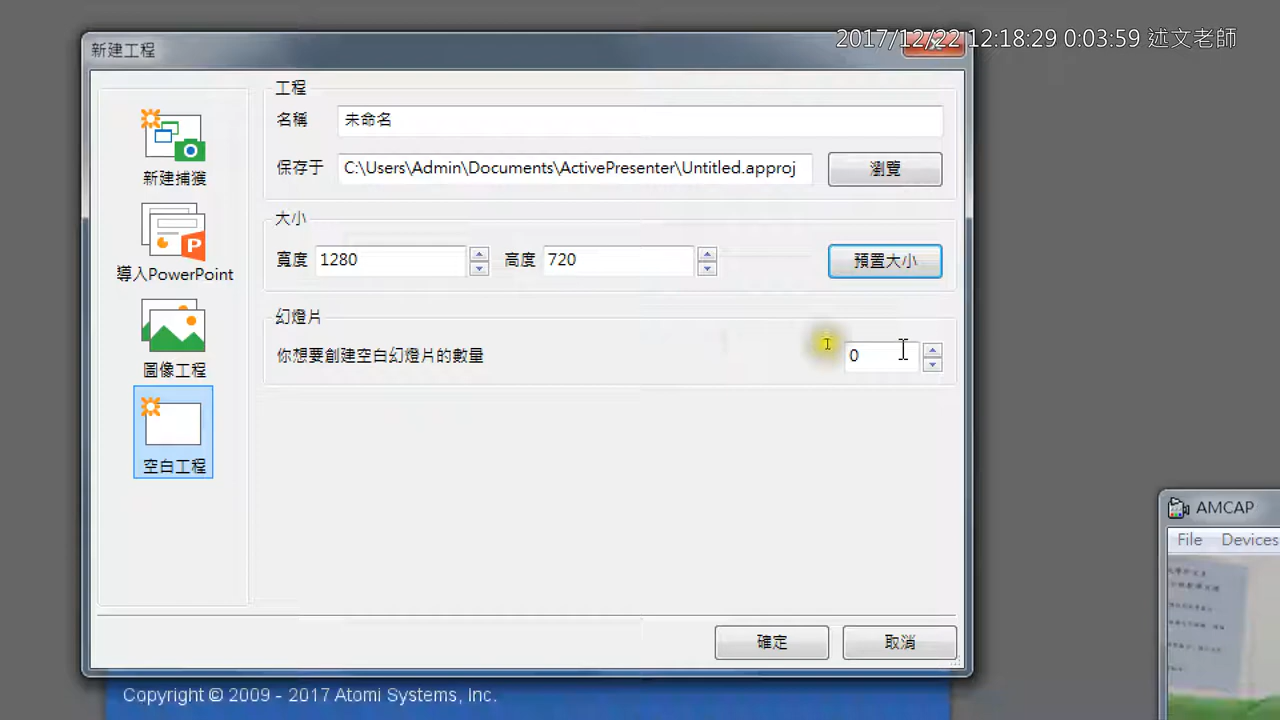 2017/12/22 12:18:29 0:03:59 述文老師
新建工程
工程
名稱 未命名
保存于 C:\Users\Admin\Documents\ActivePresenter\Untitled.approj 瀏覽
大小
寬度 1280 高度 720 預置大小
幻燈片
你想要創建空白幻燈片的數量 0
新建捕獲
導入PowerPoint
圖像工程
空白工程
確定 取消
AMCAP
File Devices
Copyright © 2009 - 2017 Atomi Systems, Inc.